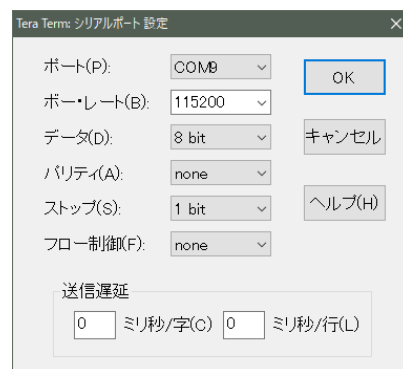 Tera Term: シリアルポート 設定
ポート(P): COM9
OK
ボー・レート(B): 115200
データ(D): 8 bit
キャンセル
パリティ(A): none
ストップ(S): 1 bit
ヘルプ(H)
フロー制御(F): none
送信遅延
0 ミリ秒/字(C) 0 ミリ秒/行(L)